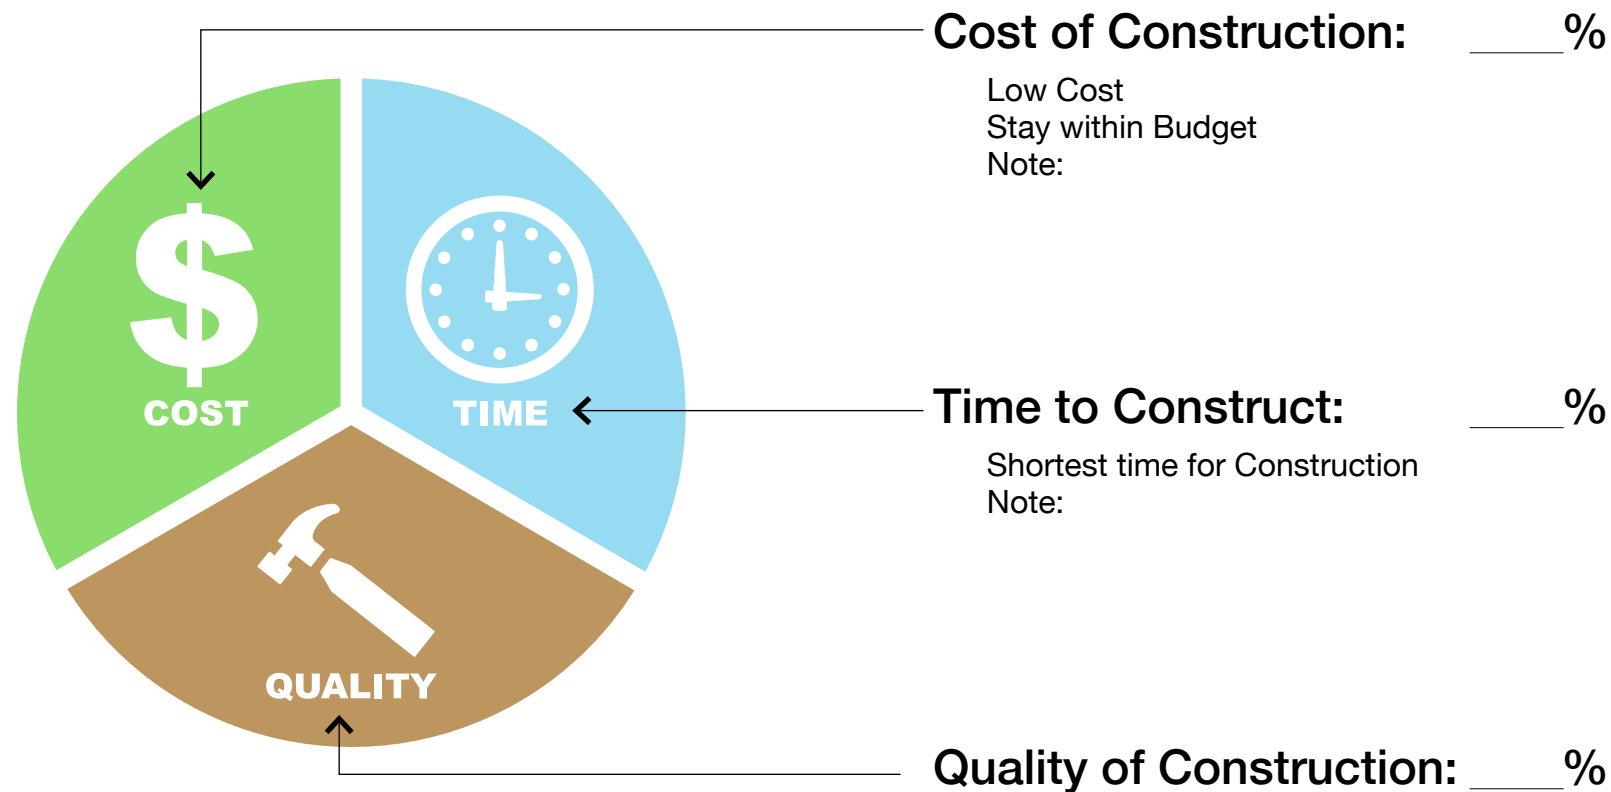 Cost of Construction: ____%
Low Cost
Stay within Budget
Note:
COST
TIME
Time to Construct: ____%
Shortest time for Construction
Note:
QUALITY
Quality of Construction: ____%